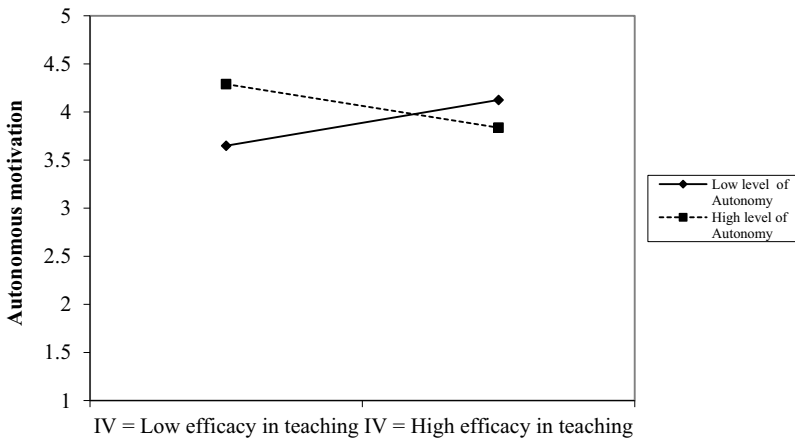 5
4.5
4
3.5
3
2.5
2
1.5
1
Autonomous motivation
IV = Low efficacy in teaching IV = High efficacy in teaching
Low level of
Autonomy
High level of
Autonomy